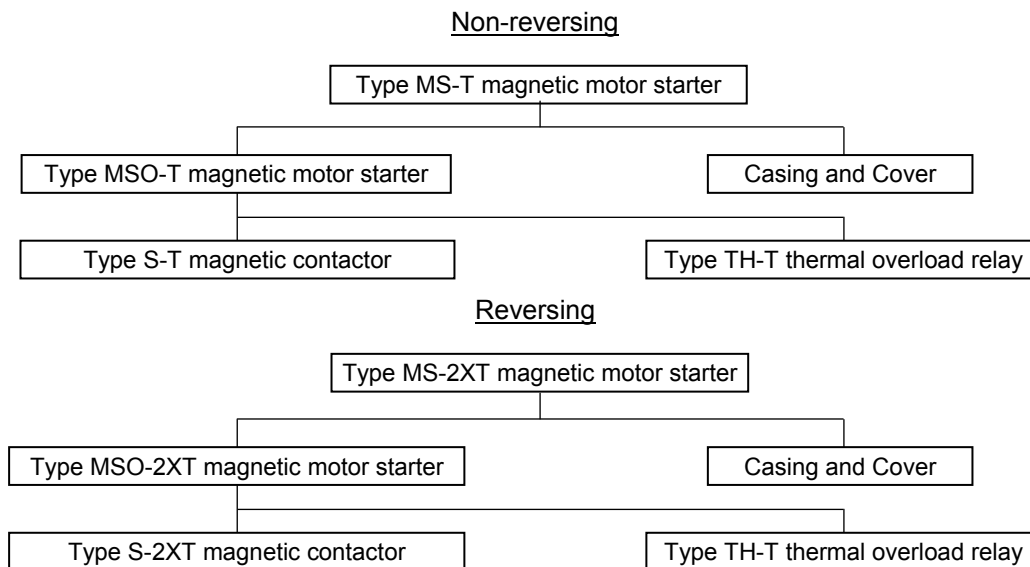 Non-reversing
Type MS-T magnetic motor starter
Type MSO-T magnetic motor starter
Casing and Cover
Type S-T magnetic contactor
Type TH-T thermal overload relay
Reversing
Type MS-2XT magnetic motor starter
Type MSO-2XT magnetic motor starter
Casing and Cover
Type S-2XT magnetic contactor
Type TH-T thermal overload relay